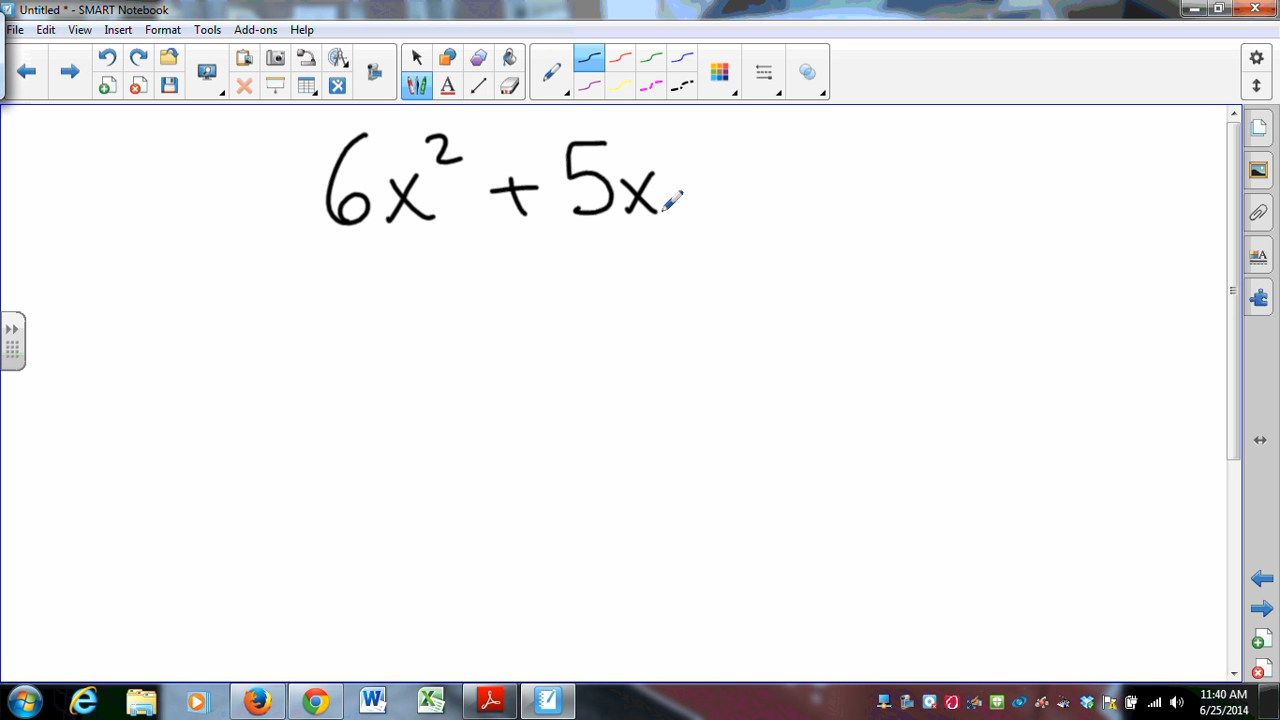 Untitled * - SMART Notebook
File Edit View Insert Format Tools Add-ons Help
6x² + 5x
11:40 AM
6/25/2014